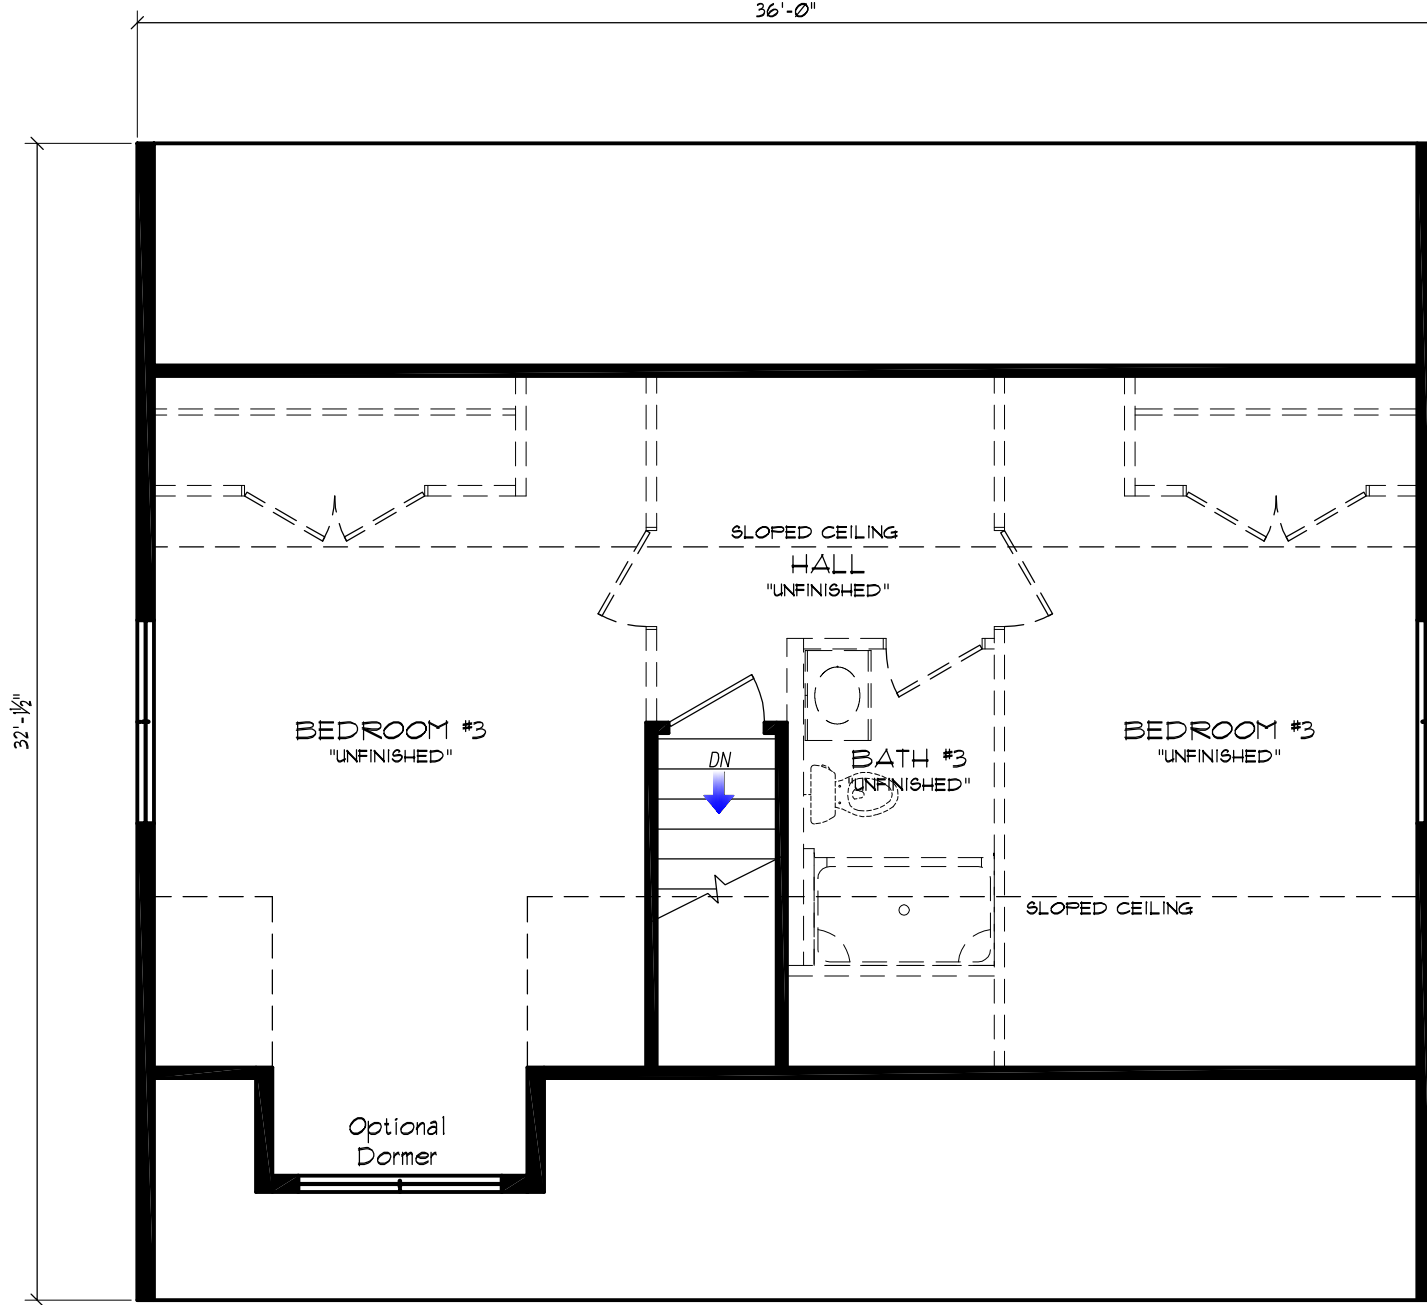 36'-0"
32'-1½"
SLOPED CEILING
HALL
"UNFINISHED"
BEDROOM #3
"UNFINISHED"
DN
BATH #3
"UNFINISHED"
BEDROOM #3
"UNFINISHED"
SLOPED CEILING
Optional
Dormer